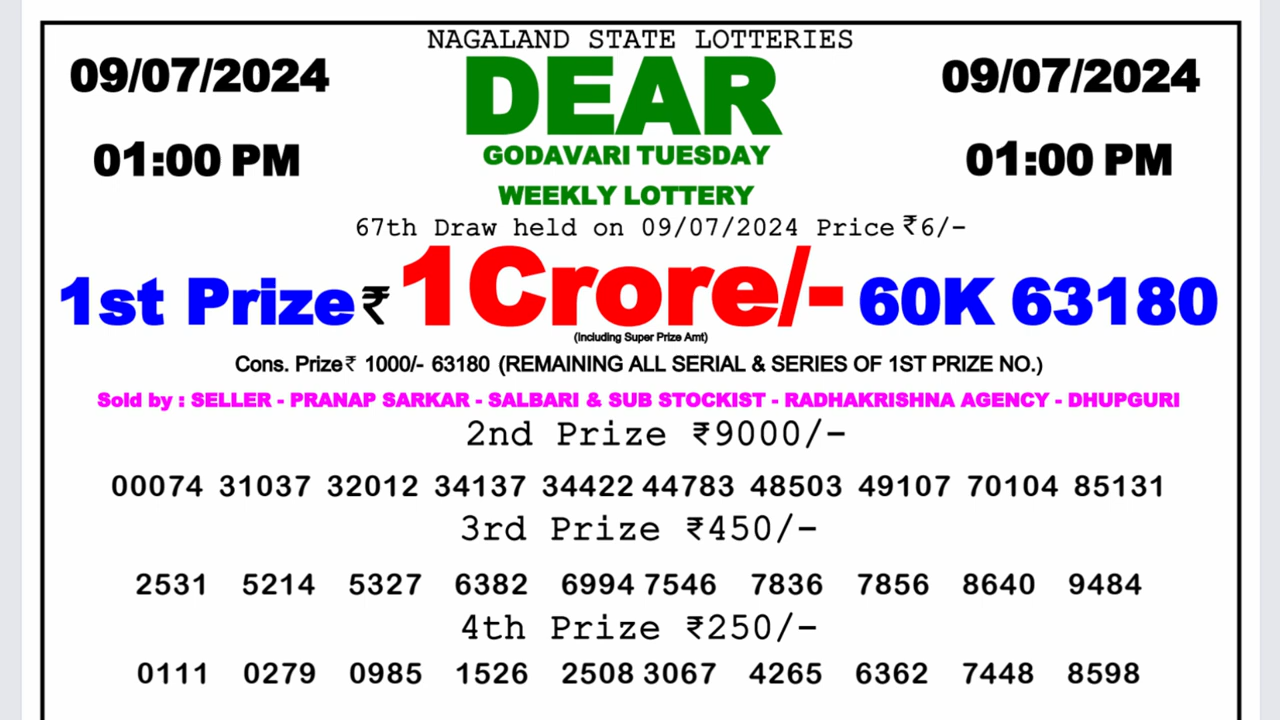 NAGALAND STATE LOTTERIES
09/07/2024 DEAR 09/07/2024
01:00 PM GODAVARI TUESDAY 01:00 PM
WEEKLY LOTTERY
67th Draw held on 09/07/2024 Price ₹6/-
1st Prize ₹ 1Crore/- 60K 63180
(Including Super Prize Amt)
Cons. Prize ₹ 1000/- 63180 (REMAINING ALL SERIAL & SERIES OF 1ST PRIZE NO.)
Sold by : SELLER - PRANAP SARKAR - SALBARI & SUB STOCKIST - RADHAKRISHNA AGENCY - DHUPGURI
2nd Prize ₹9000/-
00074 31037 32012 34137 34422 44783 48503 49107 70104 85131
3rd Prize ₹450/-
2531 5214 5327 6382 6994 7546 7836 7856 8640 9484
4th Prize ₹250/-
0111 0279 0985 1526 2508 3067 4265 6362 7448 8598